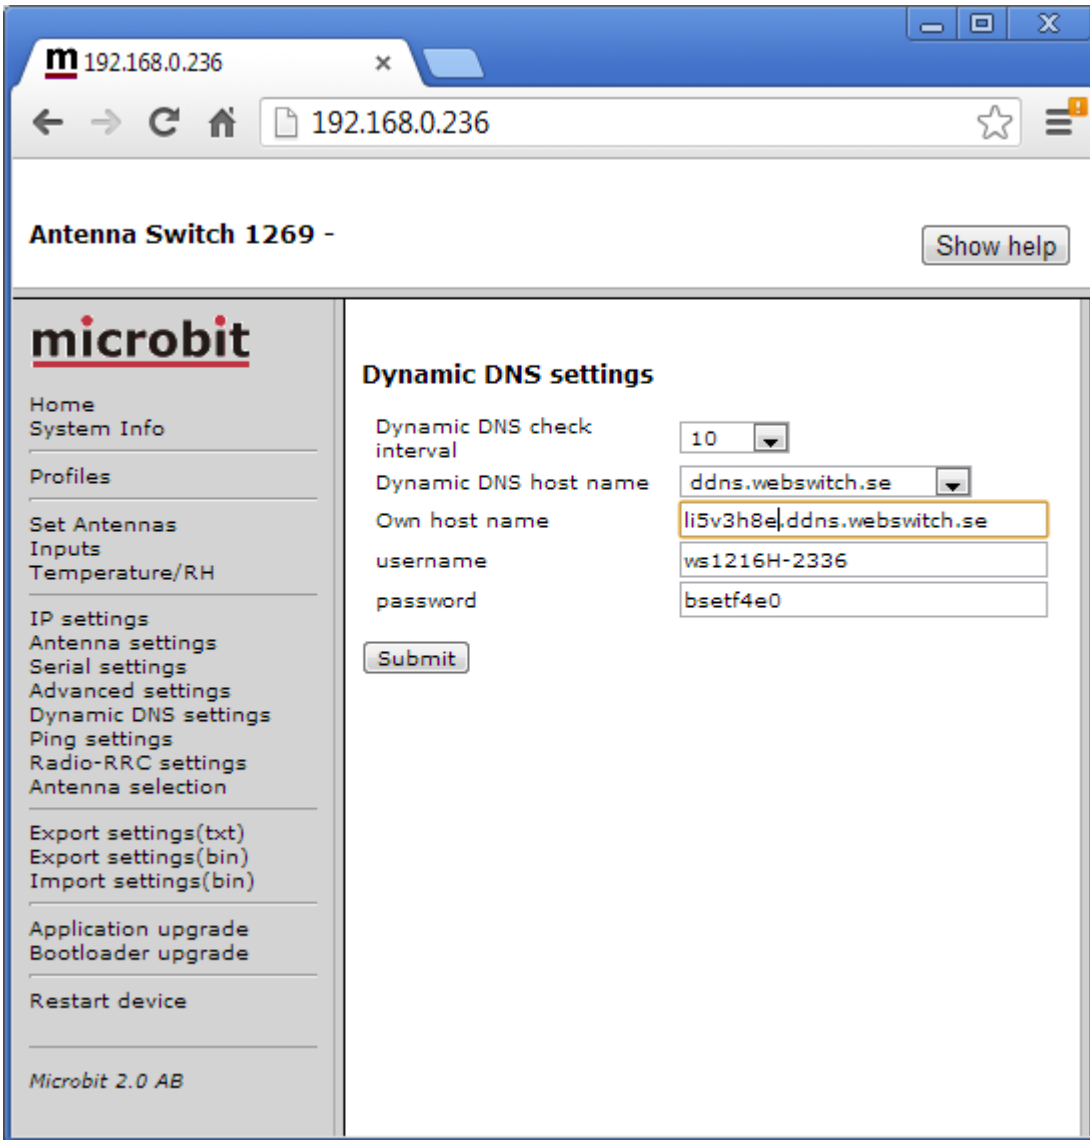 m 192.168.0.236
192.168.0.236
Antenna Switch 1269 -
Show help
microbit
Home
System Info
Profiles
Set Antennas
Inputs
Temperature/RH
IP settings
Antenna settings
Serial settings
Advanced settings
Dynamic DNS settings
Ping settings
Radio-RRC settings
Antenna selection
Export settings(txt)
Export settings(bin)
Import settings(bin)
Application upgrade
Bootloader upgrade
Restart device
Microbit 2.0 AB
Dynamic DNS settings
Dynamic DNS check
interval
10
Dynamic DNS host name ddns.webswitch.se
Own host name li5v3h8e.ddns.webswitch.se
username ws1216H-2336
password bsetf4e0
Submit